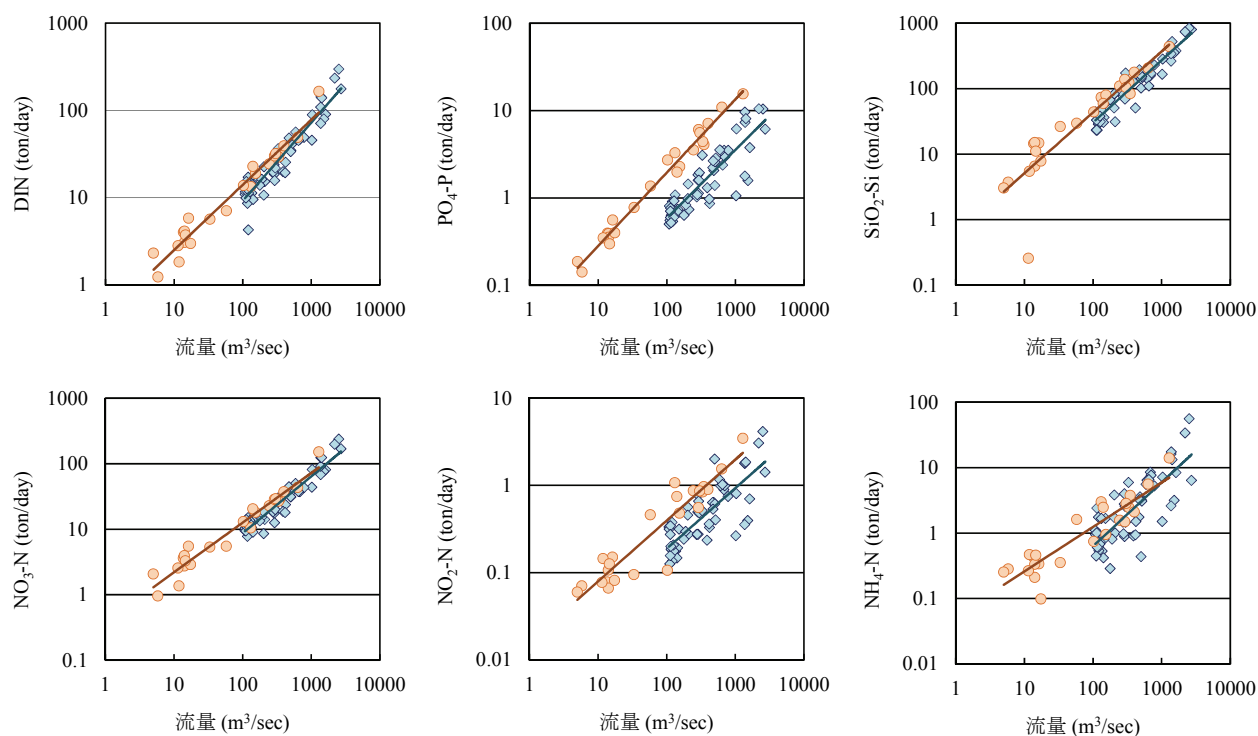 1000
100
10
1
DIN (ton/day)
1 10 100 1000 10000
流量 (m³/sec)
100
10
1
0.1
PO₄-P (ton/day)
1 10 100 1000 10000
流量 (m³/sec)
1000
100
10
1
0.1
SiO₂-Si (ton/day)
1 10 100 1000 10000
流量 (m³/sec)
1000
100
10
1
0.1
NO₃-N (ton/day)
1 10 100 1000 10000
流量 (m³/sec)
10
1
0.1
0.01
NO₂-N (ton/day)
1 10 100 1000 10000
流量 (m³/sec)
100
10
1
0.1
0.01
NH₄-N (ton/day)
1 10 100 1000 10000
流量 (m³/sec)